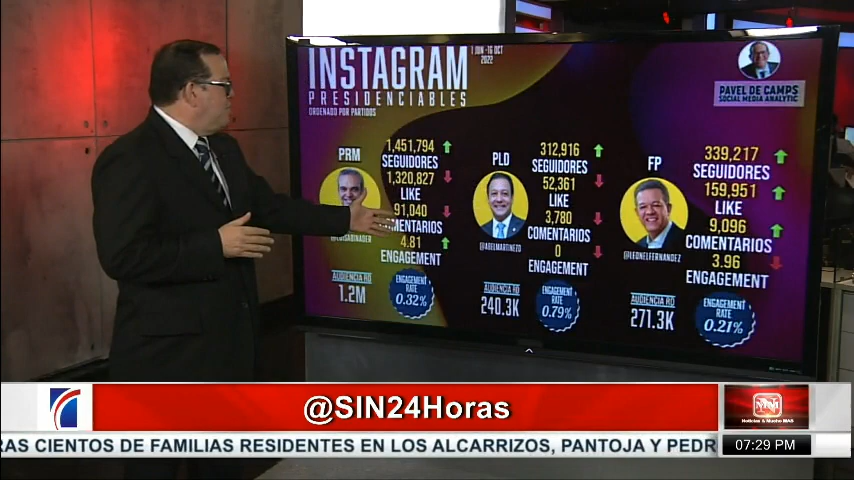 INSTAGRAM
1 JUN -16 OCT
2022
PRESIDENCIABLES
ORDENADO POR PARTIDOS
PAVEL DE CAMPS
SOCIAL MEDIA ANALYTIC
PRM
1,451,794
SEGUIDORES
1,320,827
LIKE
91,040
COMENTARIOS
4.81
ENGAGEMENT
AUDIENCIA RD
1.2M
ENGAGEMENT
RATE
0.32%
PLD
312,916
SEGUIDORES
52,361
LIKE
3,780
COMENTARIOS
0
ENGAGEMENT
@ABELMARTINEZD
AUDIENCIA RD
240.3K
ENGAGEMENT
RATE
0.79%
FP
339,217
SEGUIDORES
159,951
LIKE
9,096
COMENTARIOS
3.96
ENGAGEMENT
@LEONELFERNANDEZ
AUDIENCIA RD
271.3K
ENGAGEMENT
RATE
0.21%
@SIN24Horas
NMM
Noticias & Mucho MAS
RAS CIENTOS DE FAMILIAS RESIDENTES EN LOS ALCARRIZOS, PANTOJA Y PEDR
07:29 PM